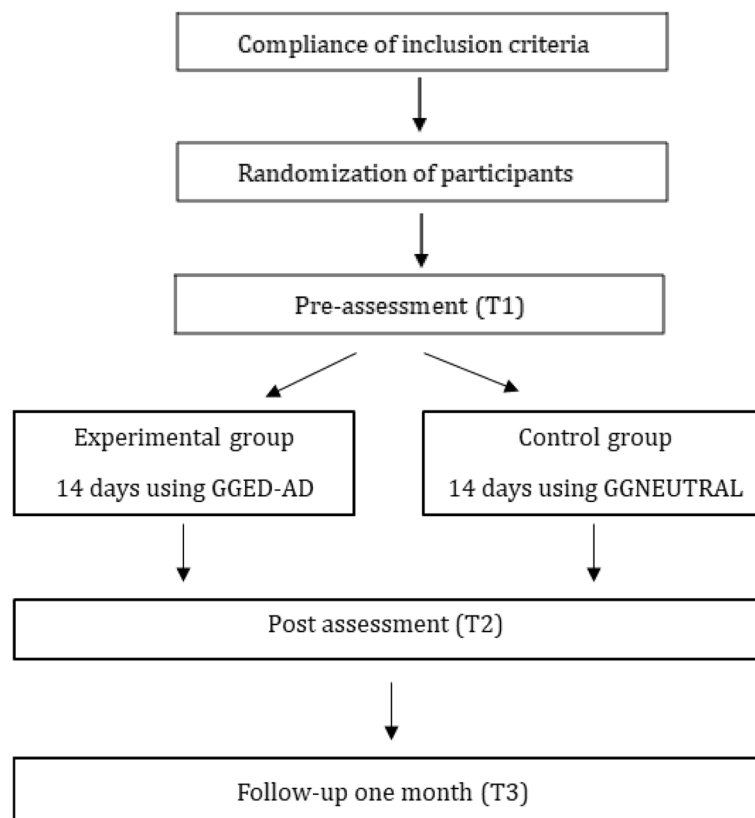 Compliance of inclusion criteria
Randomization of participants
Pre-assessment (T1)
Experimental group
14 days using GGED-AD
Control group
14 days using GGNEUTRAL
Post assessment (T2)
Follow-up one month (T3)